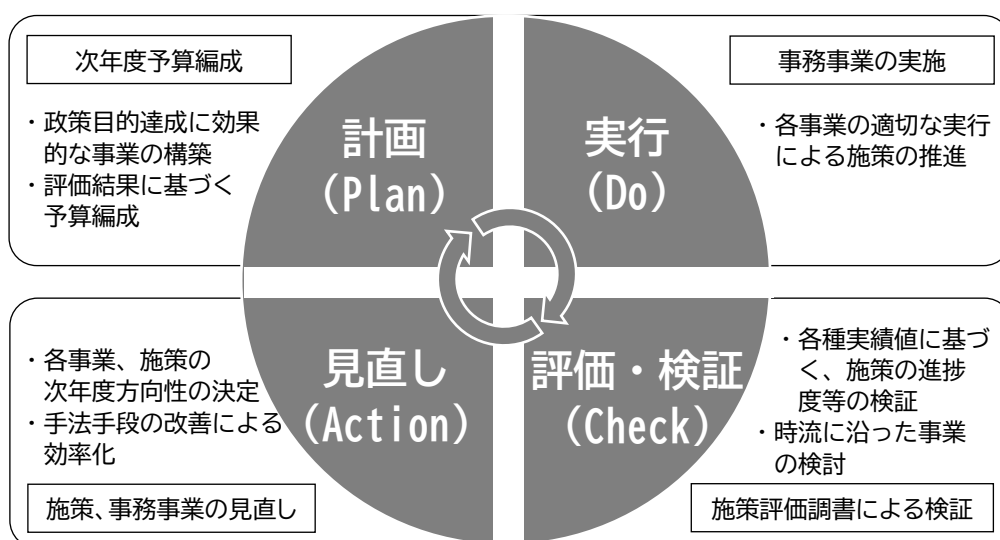 次年度予算編成
・政策目的達成に効果
的な事業の構築
・評価結果に基づく
予算編成
計画
(Plan)
実行
(Do)
事務事業の実施
・各事業の適切な実行
による施策の推進
・各事業、施策の
次年度方向性の決定
・手法手段の改善による
効率化
施策、事務事業の見直し
見直し
(Action)
評価・検証
(Check)
・各種実績値に基づ
く、施策の進捗
度等の検証
・時流に沿った事業
の検討
施策評価調書による検証